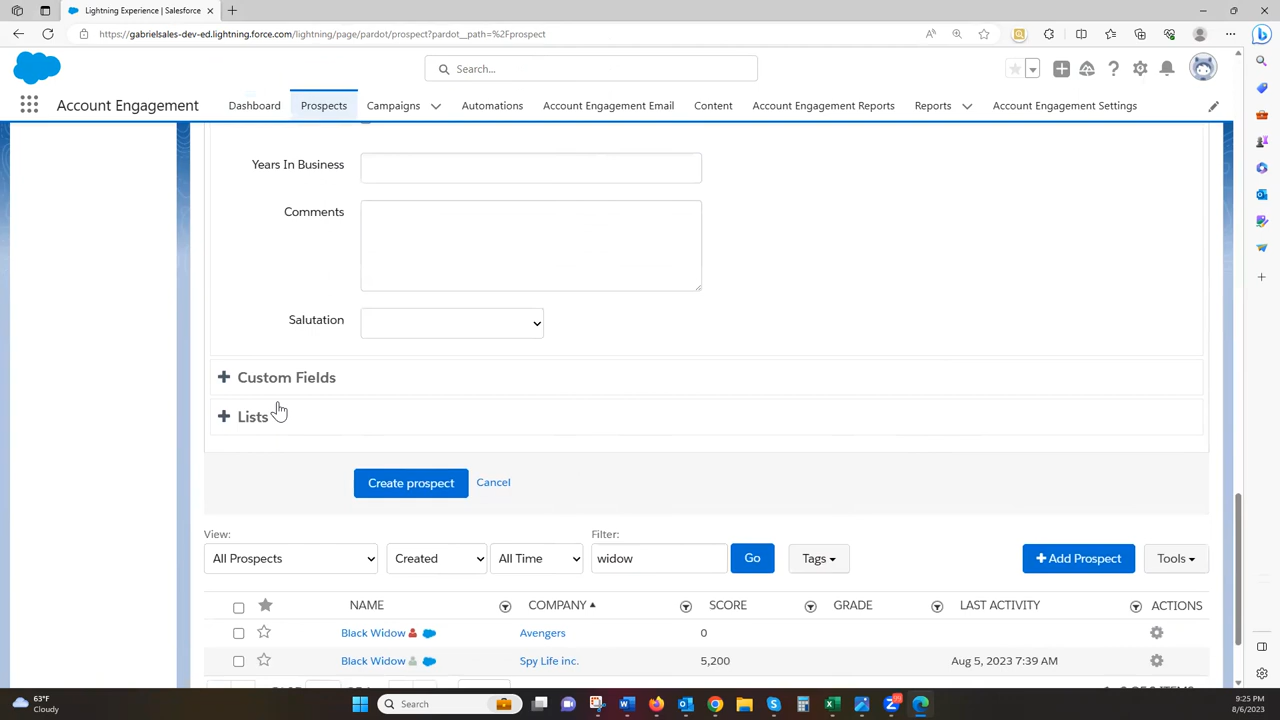 Lightning Experience | Salesforce
https://gabrielsales-dev-ed.lightning.force.com/lightning/page/pardot/prospect?pardot__path=%2Fprospect
Search...
Account Engagement
Dashboard
Prospects
Campaigns
Automations
Account Engagement Email
Content
Account Engagement Reports
Reports
Account Engagement Settings
Years In Business
Comments
Salutation
Custom Fields
Lists
Create prospect Cancel
View:
Filter:
All Prospects Created All Time widow Go Tags + Add Prospect Tools
NAME COMPANY SCORE GRADE LAST ACTIVITY ACTIONS
Black Widow Avengers 0
Black Widow Spy Life inc. 5,200 Aug 5, 2023 7:39 AM
63°F
Cloudy
Search
9:25 PM
8/6/2023